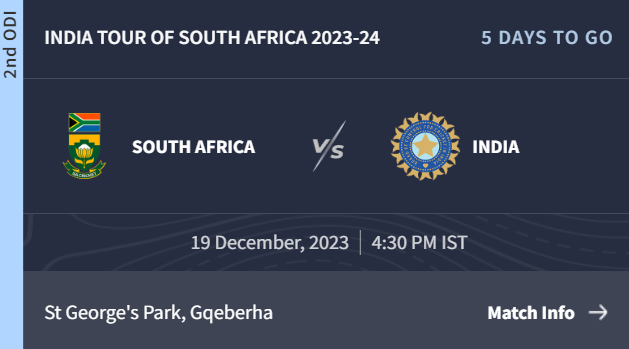 2nd ODI
INDIA TOUR OF SOUTH AFRICA 2023-24
5 DAYS TO GO
SOUTH AFRICA
VS
INDIA
19 December, 2023 | 4:30 PM IST
St George's Park, Gqeberha
Match Info →